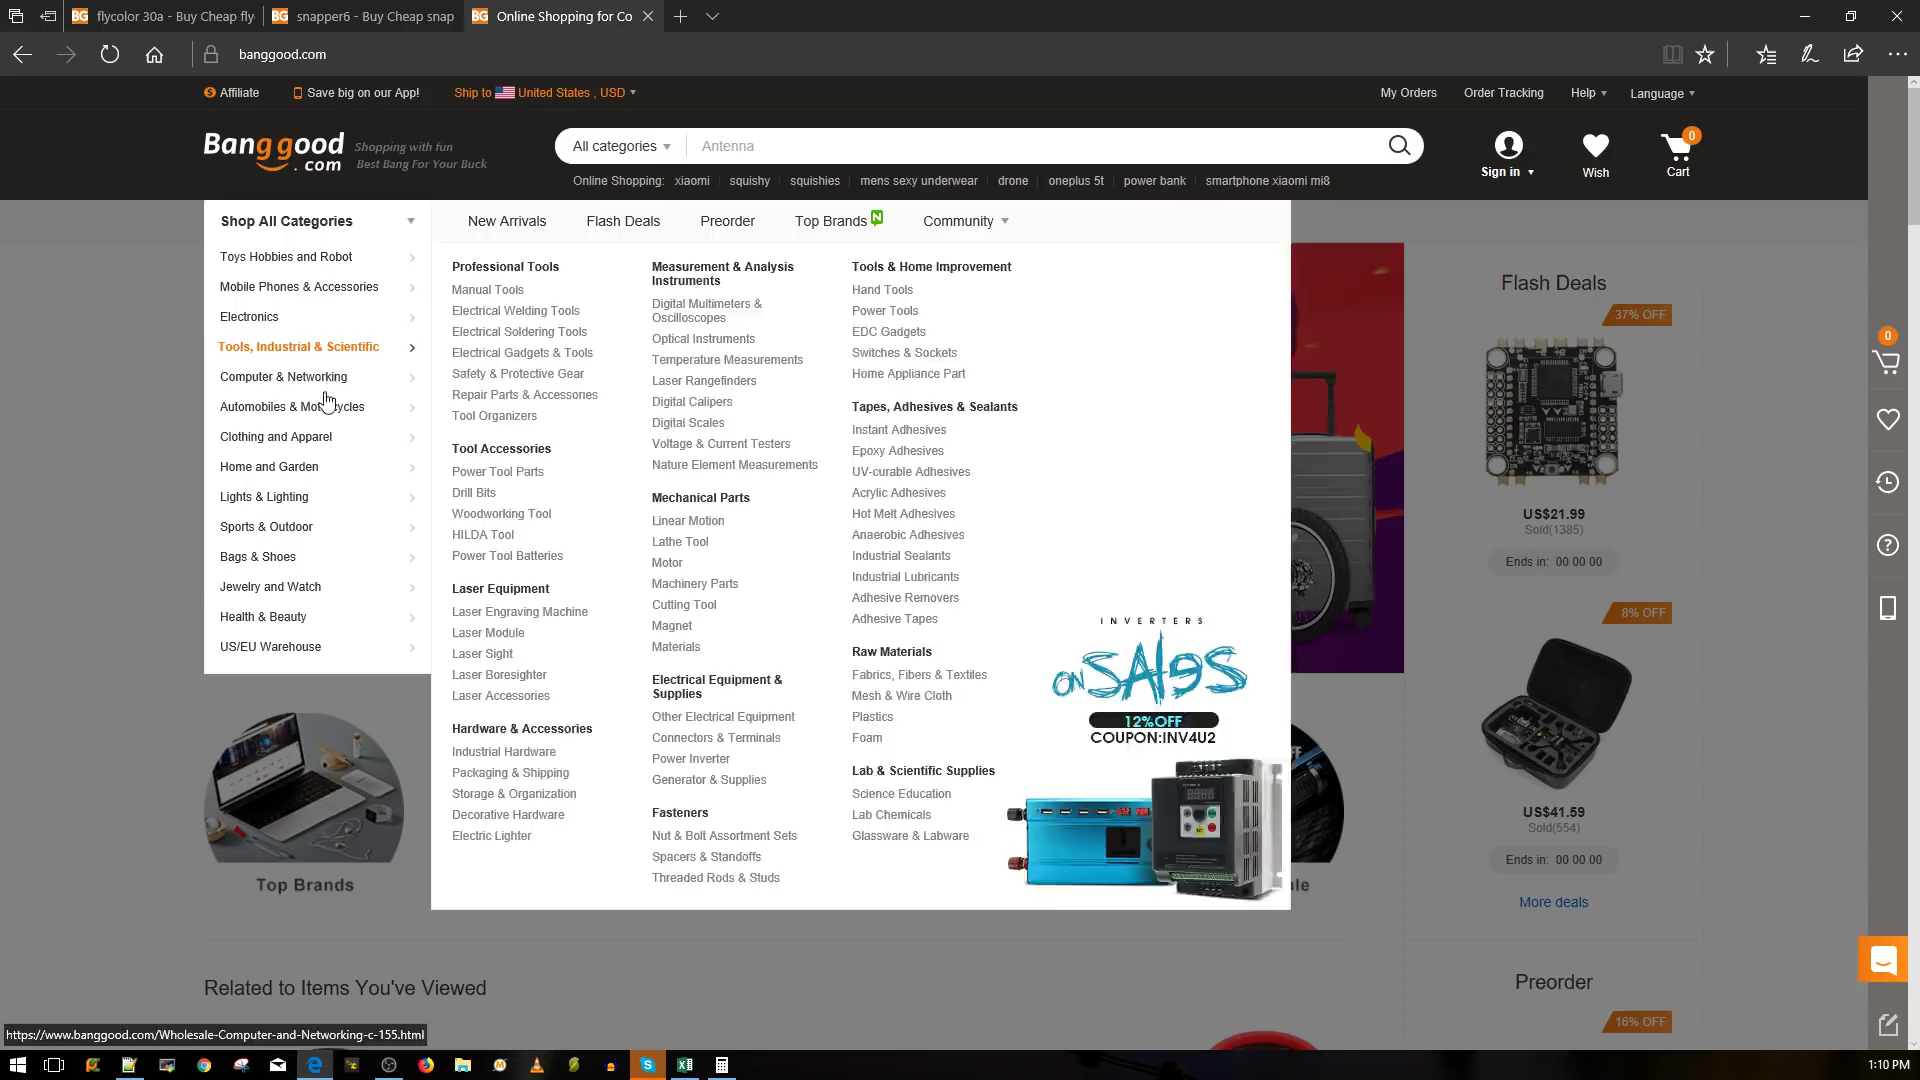 flycolor 30a - Buy Cheap fly
snapper6 - Buy Cheap snap
Online Shopping for Co
banggood.com
Affiliate
Save big on our App!
Ship to United States , USD
My Orders
Order Tracking
Help
Language
Banggood
.com
Shopping with fun
Best Bang For Your Buck
All categories
Antenna
0
Sign in
Wish
Cart
Online Shopping: xiaomi squishy squishies mens sexy underwear drone oneplus 5t power bank smartphone xiaomi mi8
Shop All Categories
New Arrivals
Flash Deals
Preorder
Top Brands N
Community
Toys Hobbies and Robot
Mobile Phones & Accessories
Electronics
Tools, Industrial & Scientific
Computer & Networking
Clothing and Apparel
Home and Garden
Lights & Lighting
Sports & Outdoor
Bags & Shoes
Jewelry and Watch
Health & Beauty
US/EU Warehouse
Professional Tools
Manual Tools
Electrical Welding Tools
Electrical Soldering Tools
Electrical Gadgets & Tools
Safety & Protective Gear
Repair Parts & Accessories
Tool Organizers
Tool Accessories
Power Tool Parts
Drill Bits
Woodworking Tool
HILDA Tool
Power Tool Batteries
Laser Equipment
Laser Engraving Machine
Laser Module
Laser Sight
Laser Boresighter
Laser Accessories
Hardware & Accessories
Industrial Hardware
Packaging & Shipping
Storage & Organization
Decorative Hardware
Electric Lighter
Measurement & Analysis
Instruments
Digital Multimeters &
Oscilloscopes
Optical Instruments
Temperature Measurements
Laser Rangefinders
Digital Calipers
Digital Scales
Voltage & Current Testers
Nature Element Measurements
Mechanical Parts
Linear Motion
Lathe Tool
Motor
Machinery Parts
Cutting Tool
Magnet
Materials
Electrical Equipment &
Supplies
Other Electrical Equipment
Connectors & Terminals
Power Inverter
Generator & Supplies
Fasteners
Nut & Bolt Assortment Sets
Spacers & Standoffs
Threaded Rods & Studs
Tools & Home Improvement
Hand Tools
Power Tools
EDC Gadgets
Switches & Sockets
Home Appliance Part
Tapes, Adhesives & Sealants
Instant Adhesives
Epoxy Adhesives
UV-curable Adhesives
Acrylic Adhesives
Hot Melt Adhesives
Anaerobic Adhesives
Industrial Sealants
Industrial Lubricants
Adhesive Removers
Adhesive Tapes
Raw Materials
Fabrics, Fibers & Textiles
Mesh & Wire Cloth
Plastics
Foam
Lab & Scientific Supplies
Science Education
Lab Chemicals
Glassware & Labware
INVERTERS
ON SALES
12%OFF
COUPON:INV4U2
Flash Deals
37% OFF
US$21.99
Sold(1385)
Ends in: 00 00 00
8% OFF
US$41.59
Sold(554)
Ends in: 00 00 00
More deals
Preorder
16% OFF
0
Top Brands
Related to Items You've Viewed
https://www.banggood.com/Wholesale-Computer-and-Networking-c-155.html
1:10 PM